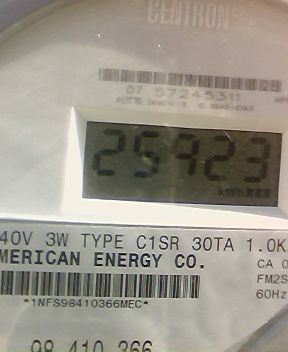 CENTRON®
07 57245311
25923
kWh
40V 3W TYPE C1SR 30TA 1.0K
MERICAN ENERGY CO.
CA 0
FM2S
60Hz
*1NFS98410366MEC*
98 410 366